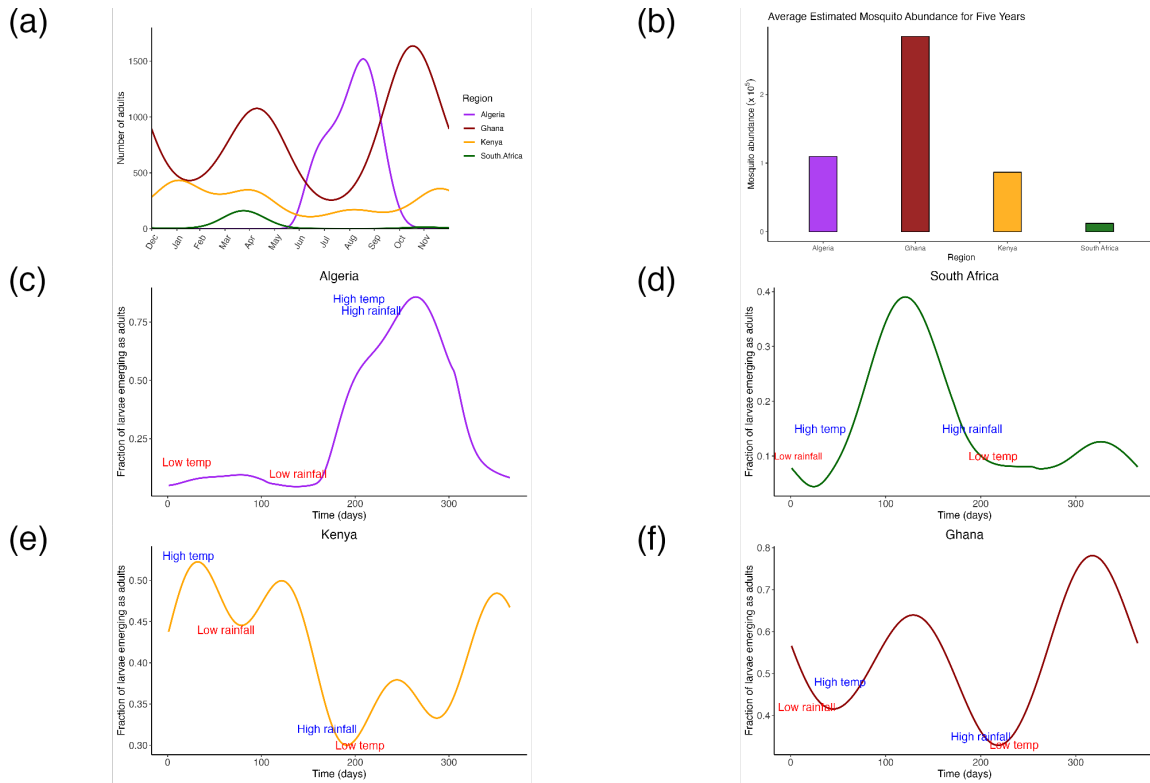 (a)
Number of adults
1500
1000
500
0
Dec
Jan
Feb
Mar
Apr
May
Jun
Jul
Aug
Sep
Oct
Nov
Region
Algeria
Ghana
Kenya
South Africa
(b)
Average Estimated Mosquito Abundance for Five Years
Mosquito abundance (x 10⁵)
2
1
0
Algeria
Ghana
Kenya
South Africa
Region
(c)
Algeria
Fraction of larvae emerging as adults
0.75
0.50
0.25
High temp
High rainfall
Low temp
Low rainfall
0
100
200
300
Time (days)
(d)
South Africa
Fraction of larvae emerging as adults
0.4
0.3
0.2
0.1
High temp
High rainfall
Low rainfall
Low temp
0
100
200
300
Time (days)
(e)
Kenya
Fraction of larvae emerging as adults
0.50
0.45
0.40
0.35
0.30
High temp
Low rainfall
High rainfall
Low temp
0
100
200
300
Time (days)
(f)
Ghana
Fraction of larvae emerging as adults
0.8
0.7
0.6
0.5
0.4
High temp
Low rainfall
High rainfall
Low temp
0
100
200
300
Time (days)